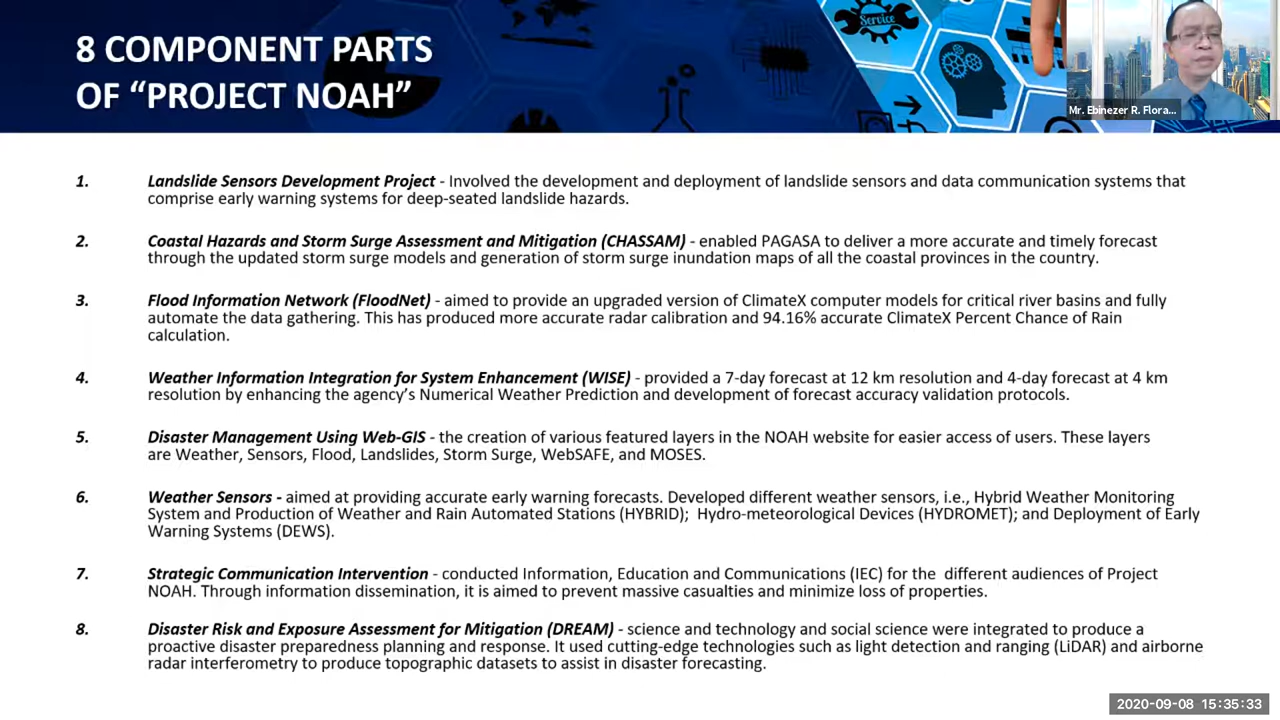 8 COMPONENT PARTS
OF “PROJECT NOAH”
Service
Mr. Ebinezer R. Flora...
1. Landslide Sensors Development Project - Involved the development and deployment of landslide sensors and data communication systems that
comprise early warning systems for deep-seated landslide hazards.
2. Coastal Hazards and Storm Surge Assessment and Mitigation (CHASSAM) - enabled PAGASA to deliver a more accurate and timely forecast
through the updated storm surge models and generation of storm surge inundation maps of all the coastal provinces in the country.
3. Flood Information Network (FloodNet) - aimed to provide an upgraded version of ClimateX computer models for critical river basins and fully
automate the data gathering. This has produced more accurate radar calibration and 94.16% accurate ClimateX Percent Chance of Rain
calculation.
4. Weather Information Integration for System Enhancement (WISE) - provided a 7-day forecast at 12 km resolution and 4-day forecast at 4 km
resolution by enhancing the agency’s Numerical Weather Prediction and development of forecast accuracy validation protocols.
5. Disaster Management Using Web-GIS - the creation of various featured layers in the NOAH website for easier access of users. These layers
are Weather, Sensors, Flood, Landslides, Storm Surge, WebSAFE, and MOSES.
6. Weather Sensors - aimed at providing accurate early warning forecasts. Developed different weather sensors, i.e., Hybrid Weather Monitoring
System and Production of Weather and Rain Automated Stations (HYBRID); Hydro-meteorological Devices (HYDROMET); and Deployment of Early
Warning Systems (DEWS).
7. Strategic Communication Intervention - conducted Information, Education and Communications (IEC) for the different audiences of Project
NOAH. Through information dissemination, it is aimed to prevent massive casualties and minimize loss of properties.
8. Disaster Risk and Exposure Assessment for Mitigation (DREAM) - science and technology and social science were integrated to produce a
proactive disaster preparedness planning and response. It used cutting-edge technologies such as light detection and ranging (LiDAR) and airborne
radar interferometry to produce topographic datasets to assist in disaster forecasting.
2020-09-08 15:35:33